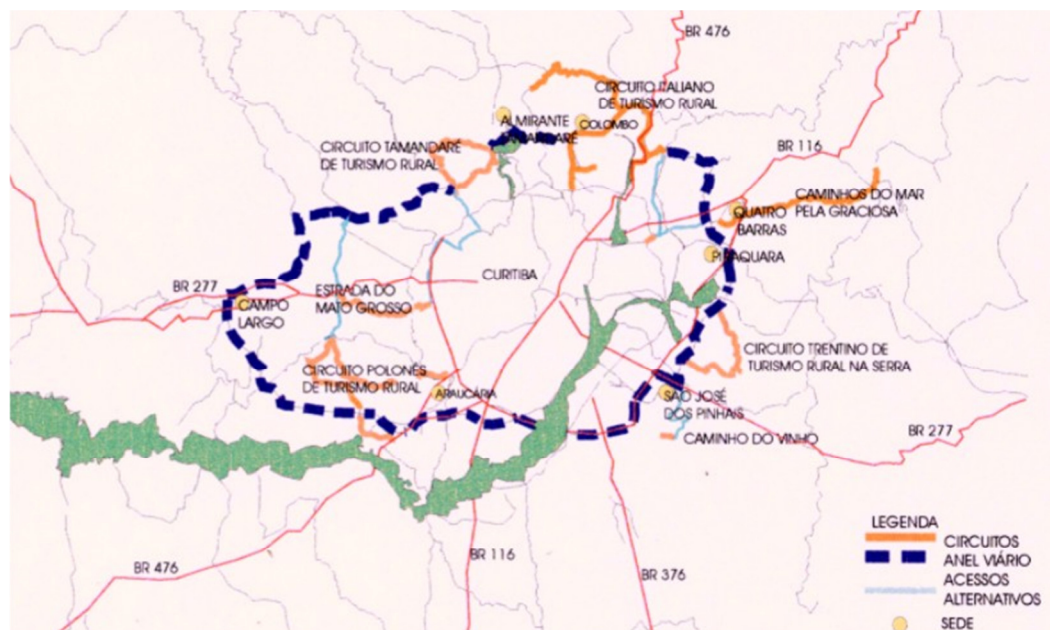 BR 476
CIRCUITO ITALIANO
DE TURISMO RURAL
ALMIRANTE
TAMANDARÉ
COLOMBO
CIRCUITO TAMANDARÉ
DE TURISMO RURAL
BR 116
CAMINHOS DO MAR
PELA GRACIOSA
QUATRO
BARRAS
PIRAQUARA
CURITIBA
BR 277
ESTRADA DO
MATO GROSSO
CAMPO
LARGO
CIRCUITO TRENTINO DE
TURISMO RURAL NA SERRA
CIRCUITO POLONÊS
DE TURISMO RURAL
ARAUCÁRIA
SÃO JOSÉ
DOS PINHAIS
CAMINHO DO VINHO
BR 277
BR 476
BR 116
BR 376
LEGENDA
CIRCUITOS
ANEL VIÁRIO
ACESSOS
ALTERNATIVOS
SEDE